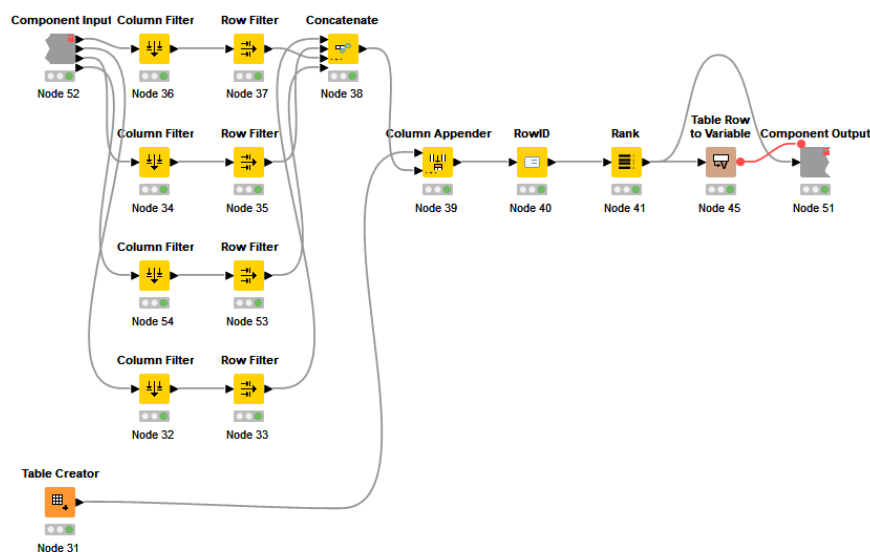 Component Input
Column Filter
Row Filter
Concatenate
Node 52
Node 36
Node 37
Node 38
Column Filter
Row Filter
Column Appender
RowID
Rank
Table Row
to Variable
Component Output
Node 34
Node 35
Node 39
Node 40
Node 41
Node 45
Node 51
Column Filter
Row Filter
Node 54
Node 53
Column Filter
Row Filter
Node 32
Node 33
Table Creator
Node 31